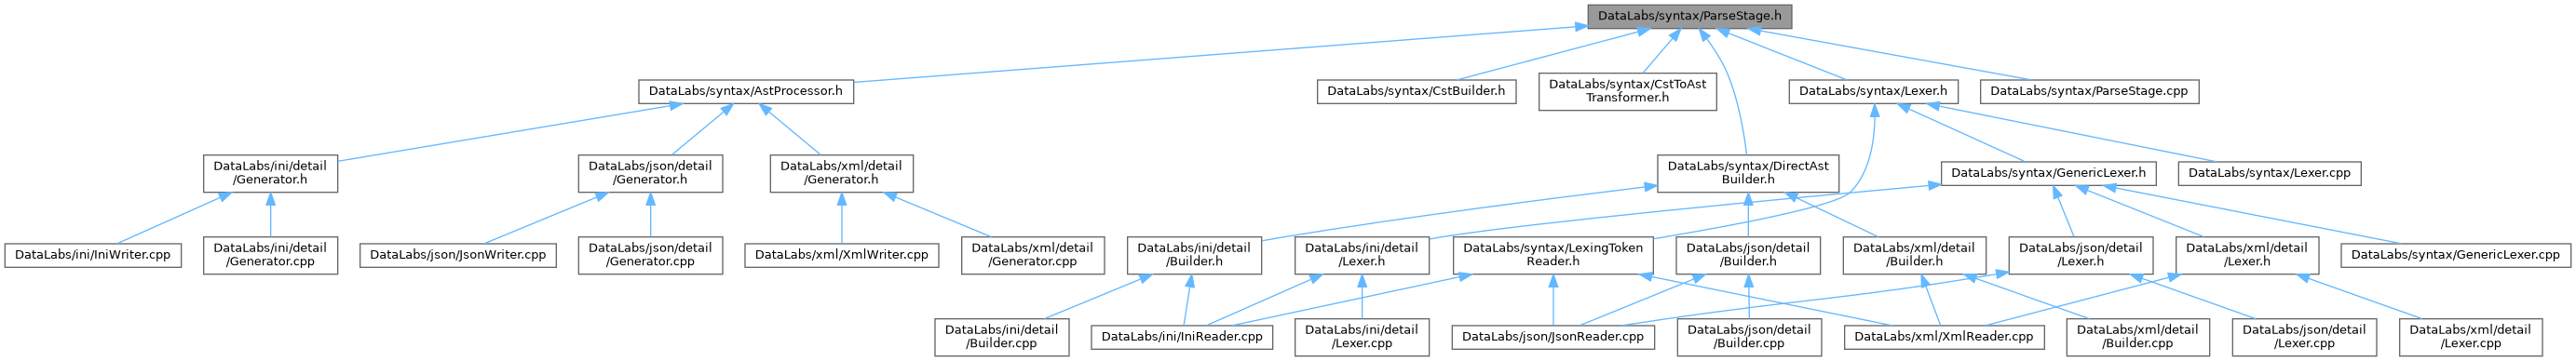 DataLabs/syntax/ParseStage.h
DataLabs/syntax/AstProcessor.h
DataLabs/syntax/CstBuilder.h
DataLabs/syntax/CstToAst
Transformer.h
DataLabs/syntax/Lexer.h
DataLabs/syntax/ParseStage.cpp
DataLabs/ini/detail
/Generator.h
DataLabs/json/detail
/Generator.h
DataLabs/xml/detail
/Generator.h
DataLabs/syntax/DirectAst
Builder.h
DataLabs/syntax/GenericLexer.h
DataLabs/syntax/Lexer.cpp
DataLabs/ini/IniWriter.cpp
DataLabs/ini/detail
/Generator.cpp
DataLabs/json/JsonWriter.cpp
DataLabs/json/detail
/Generator.cpp
DataLabs/xml/XmlWriter.cpp
DataLabs/xml/detail
/Generator.cpp
DataLabs/ini/detail
/Builder.h
DataLabs/ini/detail
/Lexer.h
DataLabs/syntax/LexingToken
Reader.h
DataLabs/json/detail
/Builder.h
DataLabs/xml/detail
/Builder.h
DataLabs/json/detail
/Lexer.h
DataLabs/xml/detail
/Lexer.h
DataLabs/syntax/GenericLexer.cpp
DataLabs/ini/detail
/Builder.cpp
DataLabs/ini/IniReader.cpp
DataLabs/ini/detail
/Lexer.cpp
DataLabs/json/JsonReader.cpp
DataLabs/json/detail
/Builder.cpp
DataLabs/xml/XmlReader.cpp
DataLabs/xml/detail
/Builder.cpp
DataLabs/json/detail
/Lexer.cpp
DataLabs/xml/detail
/Lexer.cpp